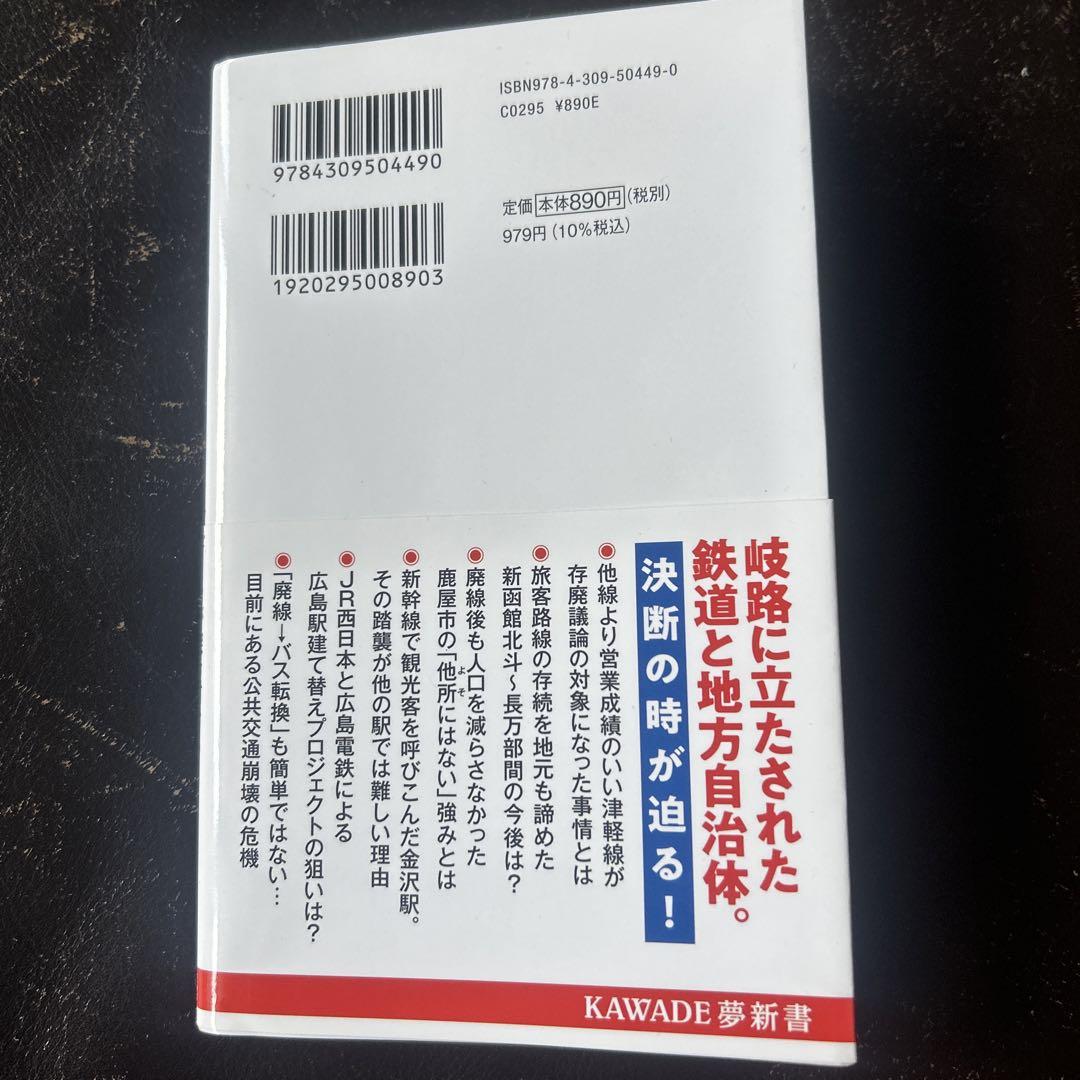 ISBN978-4-309-50449-0
C0295 ¥890E
9784309504490
定価 本体890円(税別)
979円(10%税込)
1920295008903
岐路に立たされた
鉄道と地方自治体。
決断の時が迫る!
●他線より営業成績のいい津軽線が
存廃議論の対象になった事情とは
●旅客路線の存続を地元も諦めた
新函館北斗～長万部間の今後は?
●廃線後も人口を減らさなかった
鹿屋市の「他所にはない」強みとは
よそ
●新幹線で観光客を呼びこんだ金沢駅。
その踏襲が他の駅では難しい理由
●JR西日本と広島電鉄による
広島駅建て替えプロジェクトの狙いは?
●「廃線→バス転換」も簡単ではない…
目前にある公共交通崩壊の危機
KAWADE夢新書